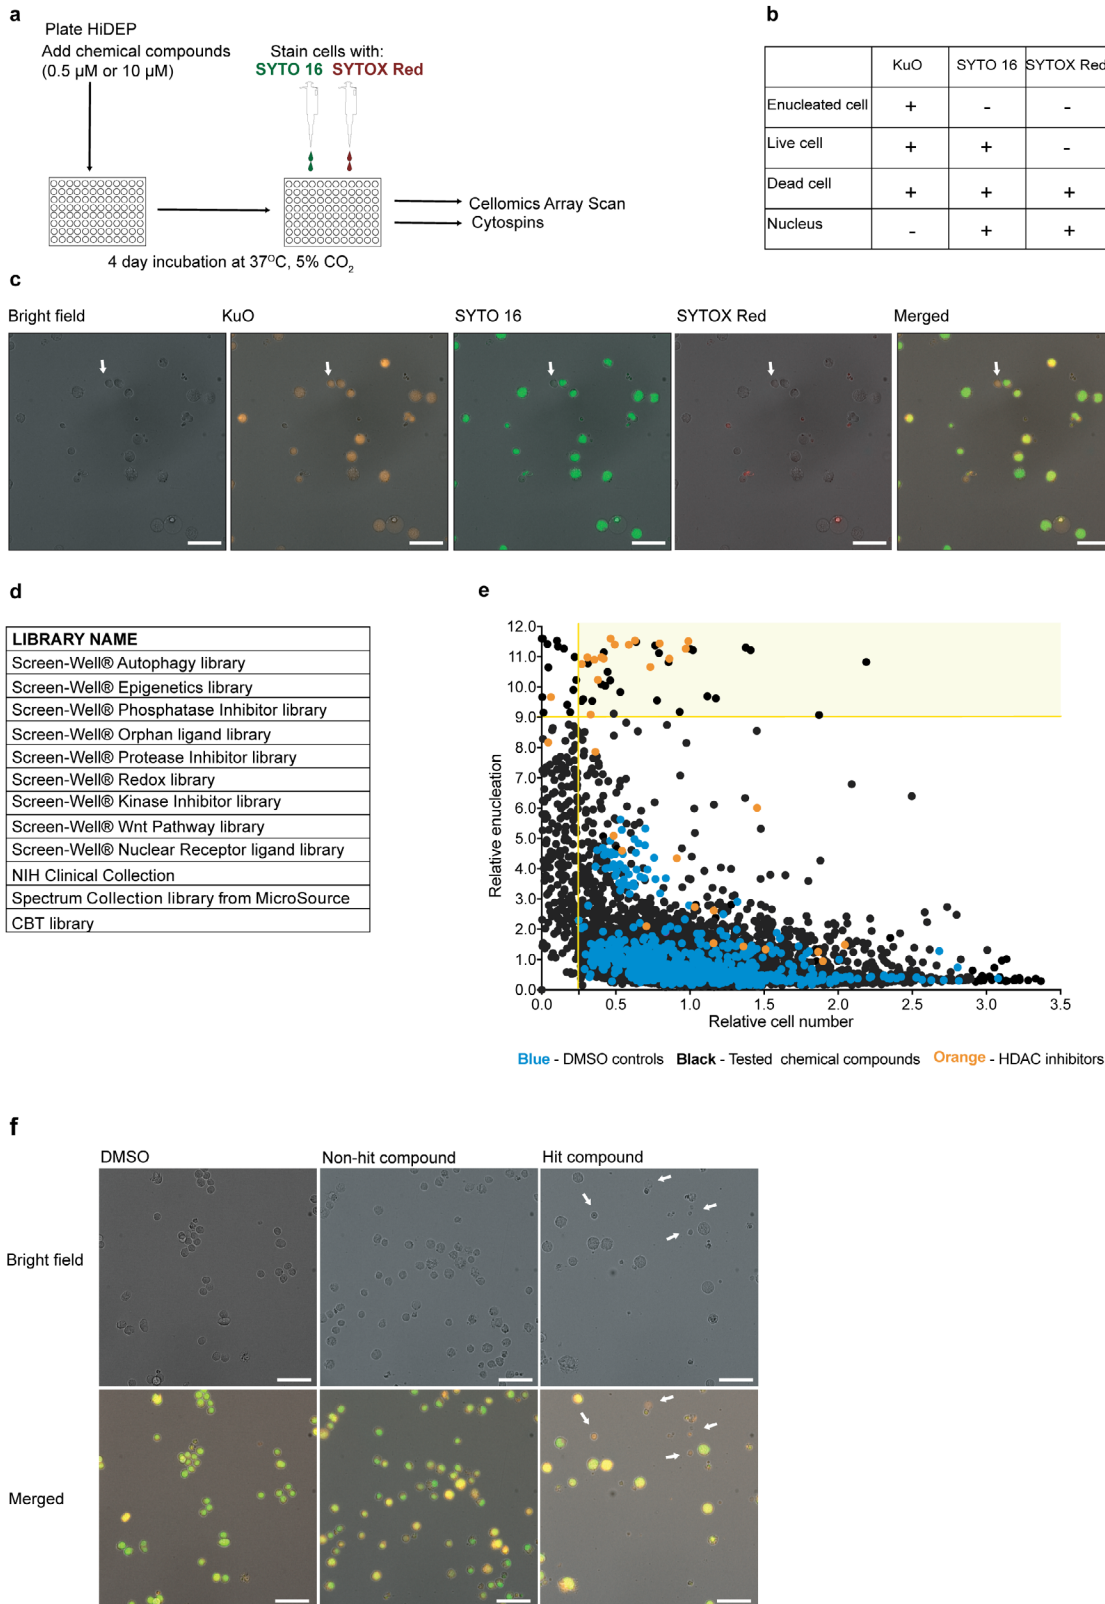 a
Plate HiDEP
Add chemical compounds
(0.5 µM or 10 µM)
Stain cells with:
SYTO 16 SYTOX Red
Cellomics Array Scan
Cytospins
4 day incubation at 37°C, 5% CO2
b
KuO SYTO 16 SYTOX Red
Enucleated cell + - -
Live cell + + -
Dead cell + + +
Nucleus - + +
c
Bright field KuO SYTO 16 SYTOX Red Merged
d
LIBRARY NAME
Screen-Well® Autophagy library
Screen-Well® Epigenetics library
Screen-Well® Phosphatase Inhibitor library
Screen-Well® Orphan ligand library
Screen-Well® Protease Inhibitor library
Screen-Well® Redox library
Screen-Well® Kinase Inhibitor library
Screen-Well® Wnt Pathway library
Screen-Well® Nuclear Receptor ligand library
NIH Clinical Collection
Spectrum Collection library from MicroSource
CBT library
e
Relative enucleation
12.0
11.0
10.0
9.0
8.0
7.0
6.0
5.0
4.0
3.0
2.0
1.0
0.0
0.0 0.5 1.0 1.5 2.0 2.5 3.0 3.5
Relative cell number
Blue - DMSO controls Black - Tested chemical compounds Orange - HDAC inhibitors
f
DMSO Non-hit compound Hit compound
Bright field
Merged